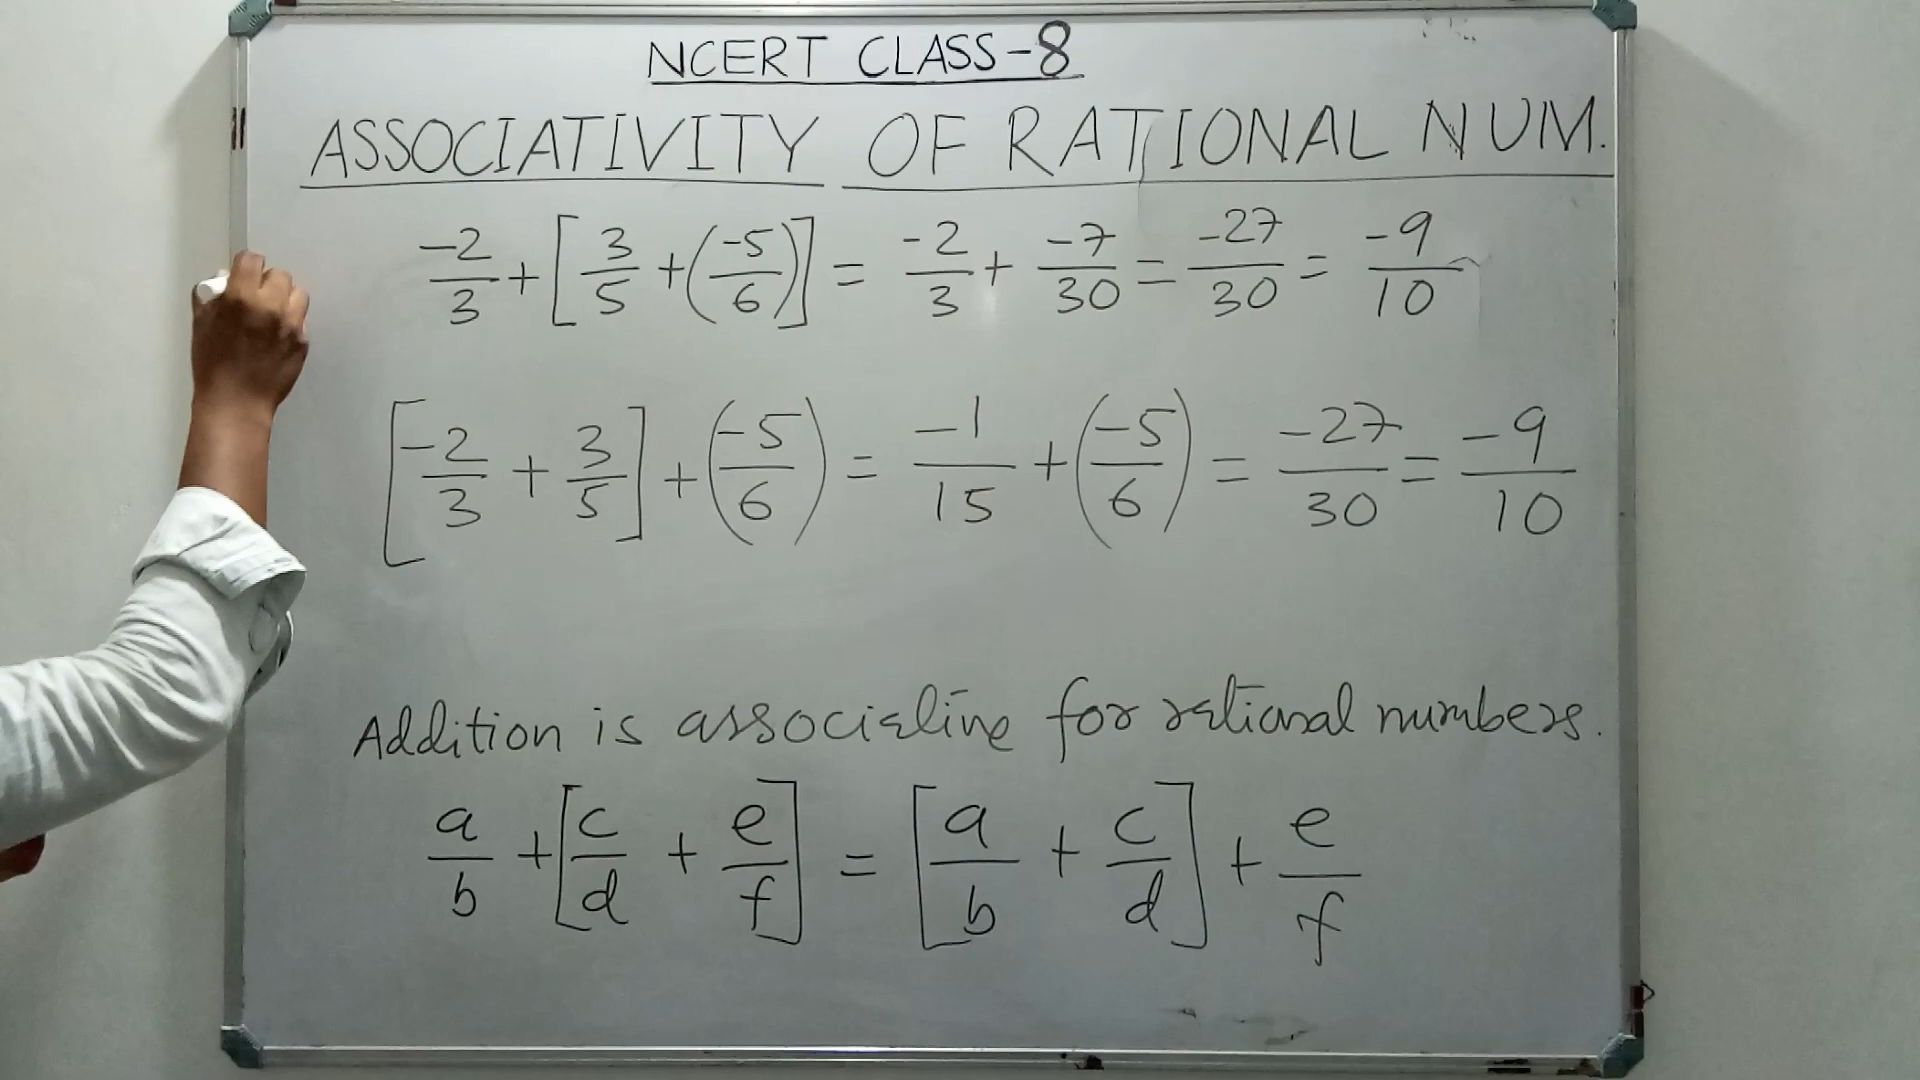 NCERT CLASS-8
ASSOCIATIVITY OF RATIONAL NUM.
-2/3 + [3/5 + (-5/6)] = -2/3 + -7/30 = -27/30 = -9/10
[-2/3 + 3/5] + (-5/6) = -1/15 + (-5/6) = -27/30 = -9/10
Addition is associative for rational numbers.
a/b + [c/d + e/f] = [a/b + c/d] + e/f